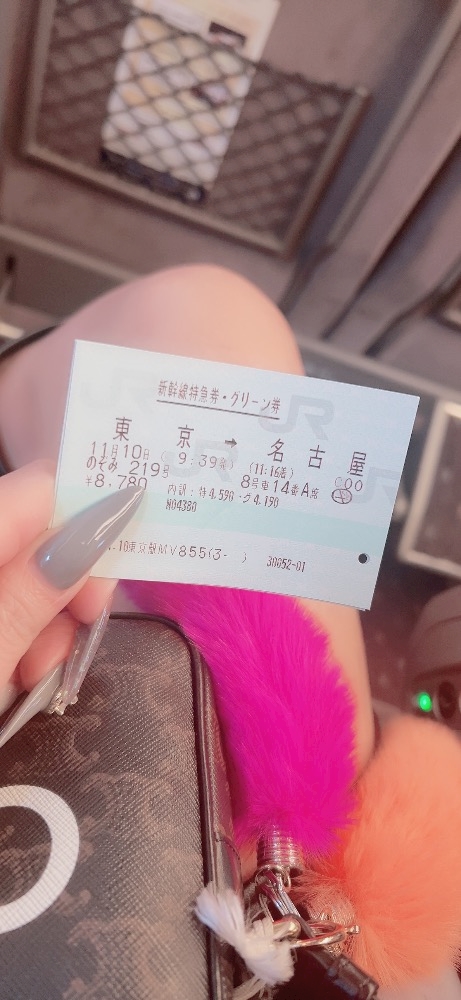 新幹線特急券・グリーン券
東 京 → 名 古 屋
11月10日 ( 9:39発) (11:16着) C00
のぞみ 219号 8号車14番A席
¥8,780 内訳:特4,590・グ4,190
N04380
.10東京駅MV855(3- ) 30052-01